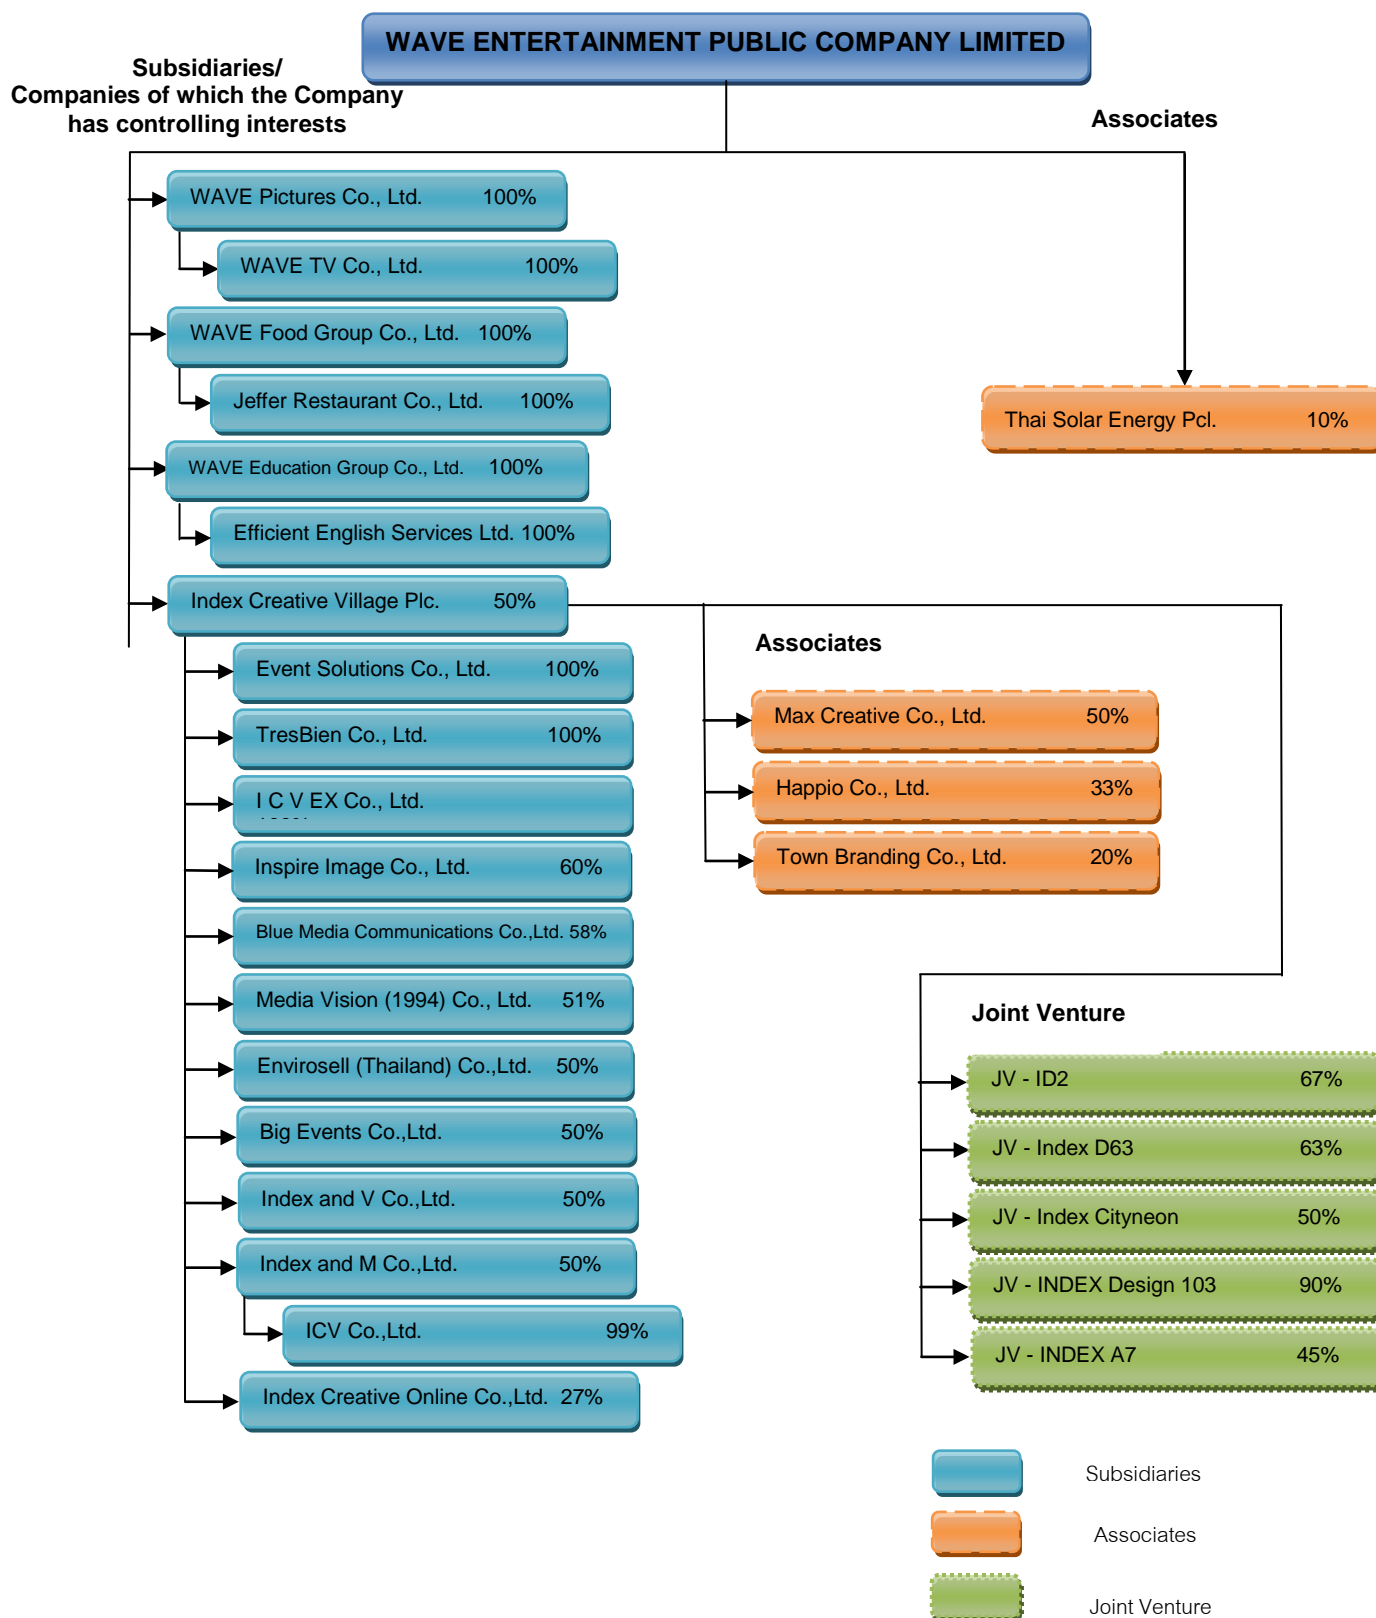 WAVE ENTERTAINMENT PUBLIC COMPANY LIMITED
Subsidiaries/
Companies of which the Company
has controlling interests
Associates
WAVE Pictures Co., Ltd. 100%
WAVE TV Co., Ltd. 100%
WAVE Food Group Co., Ltd. 100%
Jeffer Restaurant Co., Ltd. 100%
Thai Solar Energy Pcl. 10%
WAVE Education Group Co., Ltd. 100%
Efficient English Services Ltd. 100%
Index Creative Village Plc. 50%
Event Solutions Co., Ltd. 100%
TresBien Co., Ltd. 100%
I C V EX Co., Ltd.
Inspire Image Co., Ltd. 60%
Blue Media Communications Co.,Ltd. 58%
Media Vision (1994) Co., Ltd. 51%
Envirosell (Thailand) Co.,Ltd. 50%
Big Events Co.,Ltd. 50%
Index and V Co.,Ltd. 50%
Index and M Co.,Ltd. 50%
ICV Co.,Ltd. 99%
Index Creative Online Co.,Ltd. 27%
Associates
Max Creative Co., Ltd. 50%
Happio Co., Ltd. 33%
Town Branding Co., Ltd. 20%
Joint Venture
JV - ID2 67%
JV - Index D63 63%
JV - Index Cityneon 50%
JV - INDEX Design 103 90%
JV - INDEX A7 45%
Subsidiaries
Associates
Joint Venture